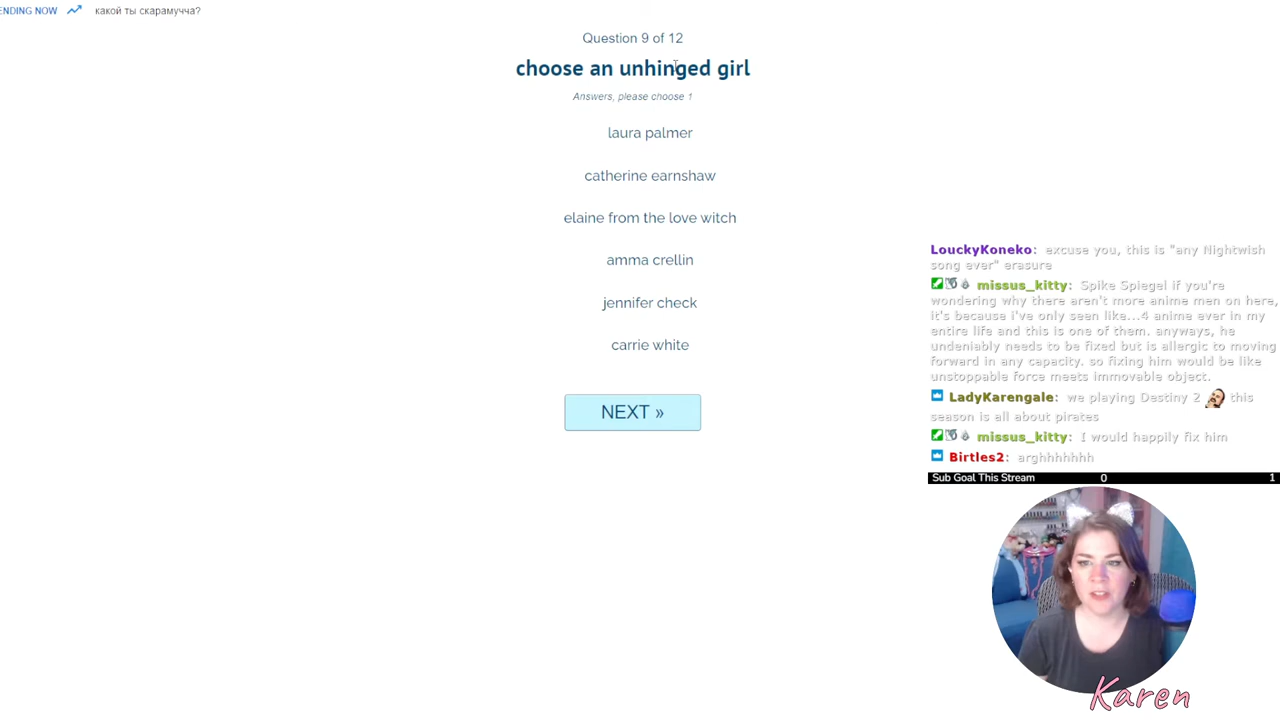 ENDING NOW какой ты скарамучча?
Question 9 of 12
choose an unhinged girl
Answers, please choose 1
laura palmer
catherine earnshaw
elaine from the love witch
amma crellin
jennifer check
carrie white
NEXT »
LouckyKoneko: excuse you, this is "any Nightwish
song ever" erasure
missus_kitty: Spike Spiegel if you're
wondering why there aren't more anime men on here,
it's because i've only seen like...4 anime ever in my
entire life and this is one of them. anyways, he
undeniably needs to be fixed but is allergic to moving
forward in any capacity. so fixing him would be like
unstoppable force meets immovable object.
LadyKarengale: we playing Destiny 2 this
season is all about pirates
missus_kitty: I would happily fix him
Birtles2: arghhhhhhh
Sub Goal This Stream 0 1
Karen